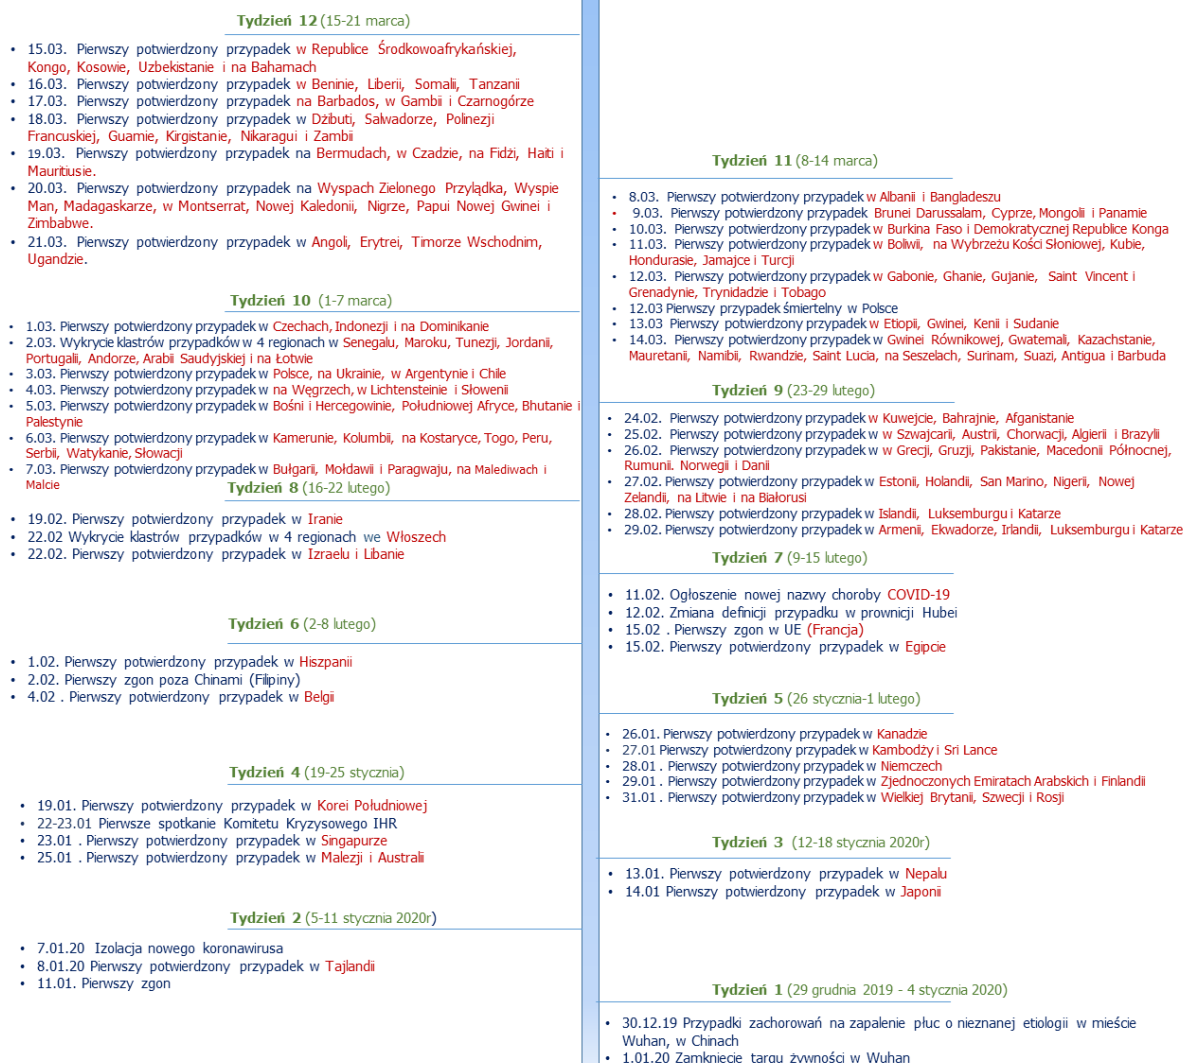 Tydzień 12 (15-21 marca)
• 15.03. Pierwszy potwierdzony przypadek w Republice Środkowoafrykańskiej,
Kongo, Kosowie, Uzbekistanie i na Bahamach
• 16.03. Pierwszy potwierdzony przypadek w Beninie, Liberii, Somalii, Tanzanii
• 17.03. Pierwszy potwierdzony przypadek na Barbados, w Gambii i Czarnogórze
• 18.03. Pierwszy potwierdzony przypadek w Dżibuti, Salwadorze, Polinezji
Francuskiej, Guamie, Kirgistanie, Nikaragui i Zambii
• 19.03. Pierwszy potwierdzony przypadek na Bermudach, w Czadzie, na Fidżi, Haiti i
Mauritiusie.
• 20.03. Pierwszy potwierdzony przypadek na Wyspach Zielonego Przylądka, Wyspie
Man, Madagaskarze, w Montserrat, Nowej Kaledonii, Nigrze, Papui Nowej Gwinei i
Zimbabwe.
• 21.03. Pierwszy potwierdzony przypadek w Angoli, Erytrei, Timorze Wschodnim,
Ugandzie.
Tydzień 11 (8-14 marca)
• 8.03. Pierwszy potwierdzony przypadek w Albanii i Bangladeszu
• 9.03. Pierwszy potwierdzony przypadek Brunei Darussalam, Cyprze, Mongolii i Panamie
• 10.03. Pierwszy potwierdzony przypadek w Burkina Faso i Demokratycznej Republice Konga
• 11.03. Pierwszy potwierdzony przypadek w Boliwii, na Wybrzeżu Kości Słoniowej, Kubie,
Hondurasie, Jamajce i Turcji
• 12.03. Pierwszy potwierdzony przypadek w Gabonie, Ghanie, Gujanie, Saint Vincent i
Grenadynie, Trynidadzie i Tobago
• 12.03 Pierwszy przypadek śmiertelny w Polsce
• 13.03 Pierwszy potwierdzony przypadek w Etiopii, Gwinei, Kenii i Sudanie
• 14.03. Pierwszy potwierdzony przypadek w Gwinei Równikowej, Gwatemali, Kazachstanie,
Mauretanii, Namibii, Rwandzie, Saint Lucia, na Seszelach, Surinam, Suazi, Antigua i Barbuda
Tydzień 10 (1-7 marca)
• 1.03. Pierwszy potwierdzony przypadek w Czechach, Indonezji i na Dominikanie
• 2.03. Wykrycie klastrów przypadków w 4 regionach w Senegalu, Maroku, Tunezji, Jordanii,
Portugalii, Andorze, Arabii Saudyjskiej i na Łotwie
• 3.03. Pierwszy potwierdzony przypadek w Polsce, na Ukrainie, w Argentynie i Chile
• 4.03. Pierwszy potwierdzony przypadek w na Węgrzech, w Lichtensteinie i Słowenii
• 5.03. Pierwszy potwierdzony przypadek w Bośni i Hercegowinie, Południowej Afryce, Bhutanie i
Palestynie
• 6.03. Pierwszy potwierdzony przypadek w Kamerunie, Kolumbii, na Kostaryce, Togo, Peru,
Serbii, Watykanie, Słowacji
• 7.03. Pierwszy potwierdzony przypadek w Bułgarii, Mołdawii i Paragwaju, na Malediwach i
Malcie
Tydzień 9 (23-29 lutego)
• 24.02. Pierwszy potwierdzony przypadek w Kuwejcie, Bahrajnie, Afganistanie
• 25.02. Pierwszy potwierdzony przypadek w w Szwajcarii, Austrii, Chorwacji, Algierii i Brazylii
• 26.02. Pierwszy potwierdzony przypadek w w Grecji, Gruzji, Pakistanie, Macedonii Północnej,
Rumunii. Norwegii i Danii
• 27.02. Pierwszy potwierdzony przypadek w Estonii, Holandii, San Marino, Nigerii, Nowej
Zelandii, na Litwie i na Białorusi
• 28.02. Pierwszy potwierdzony przypadek w Islandii, Luksemburgu i Katarze
• 29.02. Pierwszy potwierdzony przypadek w Armenii, Ekwadorze, Irlandii, Luksemburgu i Katarze
Tydzień 8 (16-22 lutego)
• 19.02. Pierwszy potwierdzony przypadek w Iranie
• 22.02 Wykrycie klastrów przypadków w 4 regionach we Włoszech
• 22.02. Pierwszy potwierdzony przypadek w Izraelu i Libanie
Tydzień 7 (9-15 lutego)
• 11.02. Ogłoszenie nowej nazwy choroby COVID-19
• 12.02. Zmiana definicji przypadku w prownicji Hubei
• 15.02 . Pierwszy zgon w UE (Francja)
• 15.02. Pierwszy potwierdzony przypadek w Egipcie
Tydzień 6 (2-8 lutego)
• 1.02. Pierwszy potwierdzony przypadek w Hiszpanii
• 2.02. Pierwszy zgon poza Chinami (Filipiny)
• 4.02 . Pierwszy potwierdzony przypadek w Belgii
Tydzień 5 (26 stycznia-1 lutego)
• 26.01. Pierwszy potwierdzony przypadek w Kanadzie
• 27.01 Pierwszy potwierdzony przypadek w Kambodży i Sri Lance
• 28.01 . Pierwszy potwierdzony przypadek w Niemczech
• 29.01 . Pierwszy potwierdzony przypadek w Zjednoczonych Emiratach Arabskich i Finlandii
• 31.01 . Pierwszy potwierdzony przypadek w Wielkiej Brytanii, Szwecji i Rosji
Tydzień 4 (19-25 stycznia)
• 19.01. Pierwszy potwierdzony przypadek w Korei Południowej
• 22-23.01 Pierwsze spotkanie Komitetu Kryzysowego IHR
• 23.01 . Pierwszy potwierdzony przypadek w Singapurze
• 25.01 . Pierwszy potwierdzony przypadek w Malezji i Australii
Tydzień 3 (12-18 stycznia 2020r)
• 13.01. Pierwszy potwierdzony przypadek w Nepalu
• 14.01 Pierwszy potwierdzony przypadek w Japonii
Tydzień 2 (5-11 stycznia 2020r)
• 7.01.20 Izolacja nowego koronawirusa
• 8.01.20 Pierwszy potwierdzony przypadek w Tajlandii
• 11.01. Pierwszy zgon
Tydzień 1 (29 grudnia 2019 - 4 stycznia 2020)
• 30.12.19 Przypadki zachorowań na zapalenie płuc o nieznanej etiologii w mieście
Wuhan, w Chinach
• 1.01.20 Zamknięcie targu żywności w Wuhan